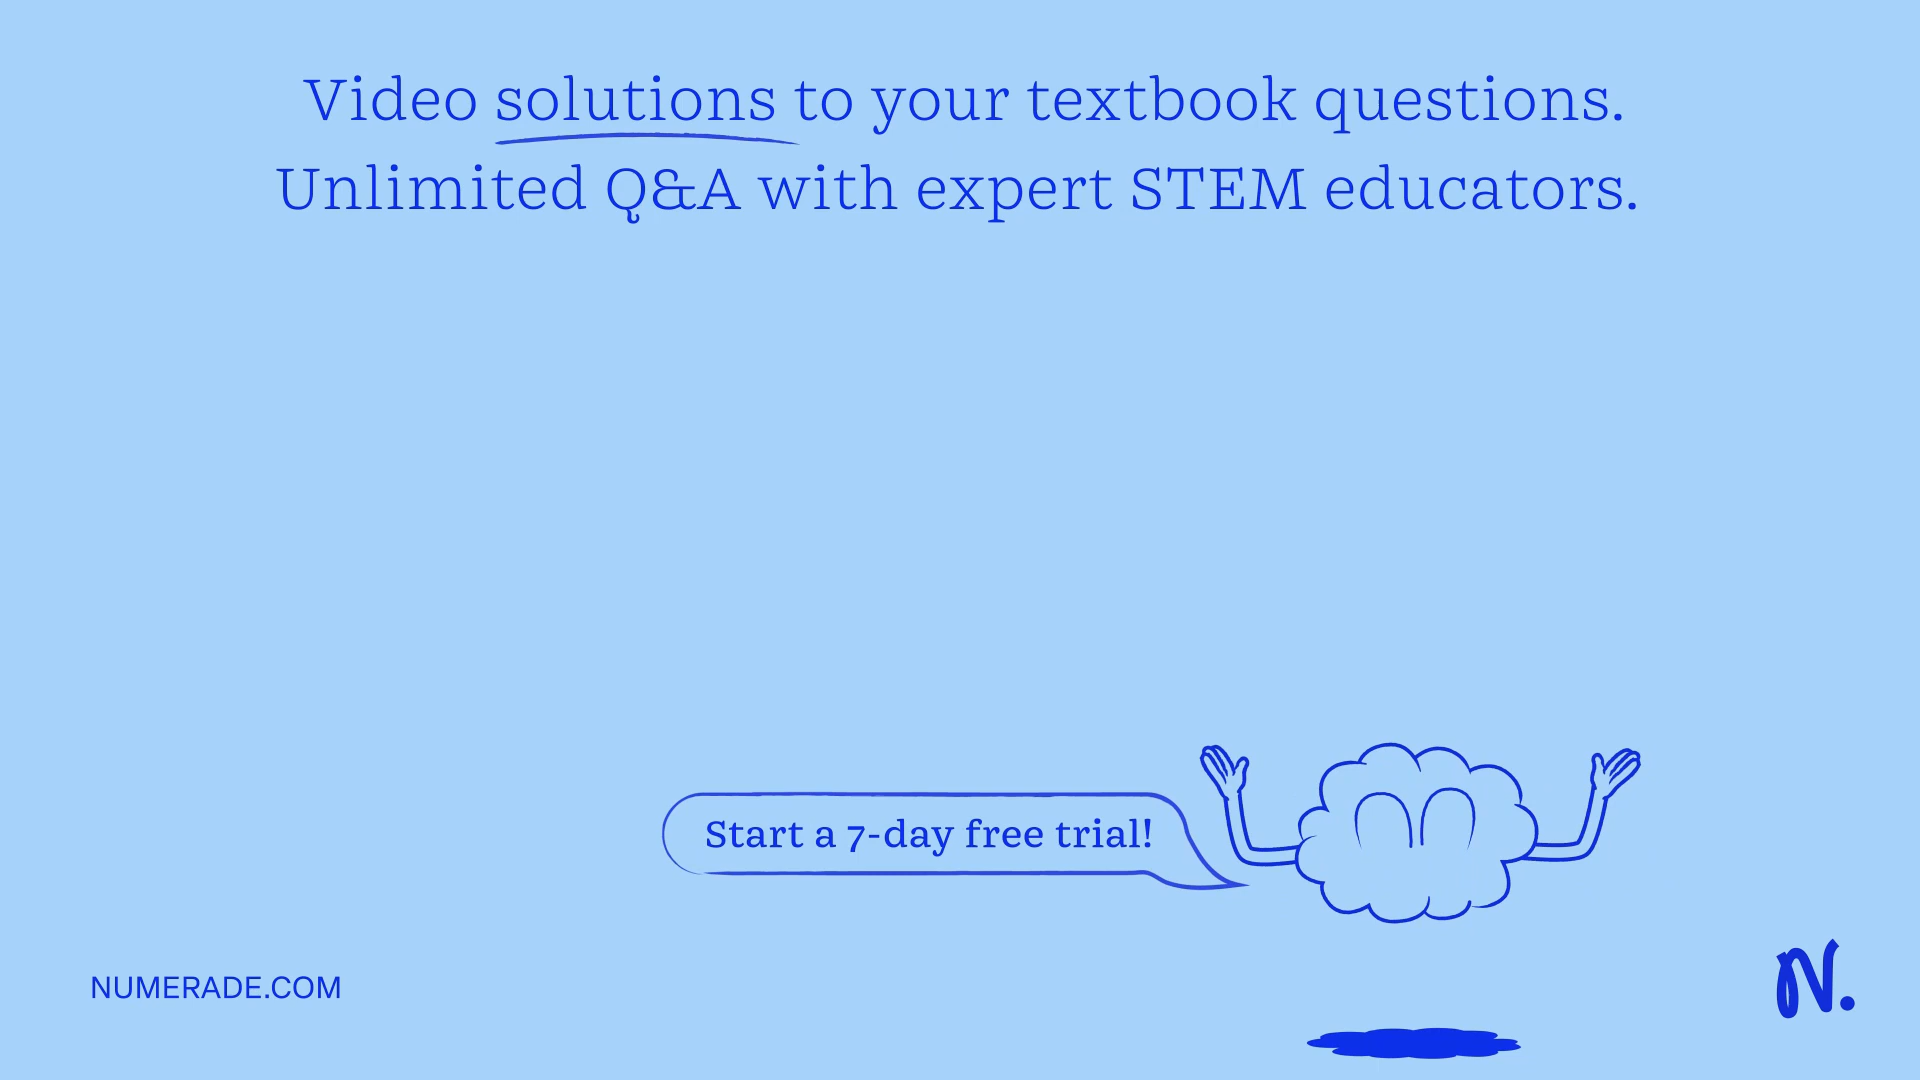 Video solutions to your textbook questions.
Unlimited Q&A with expert STEM educators.
Start a 7-day free trial!
NUMERADE.COM
N.